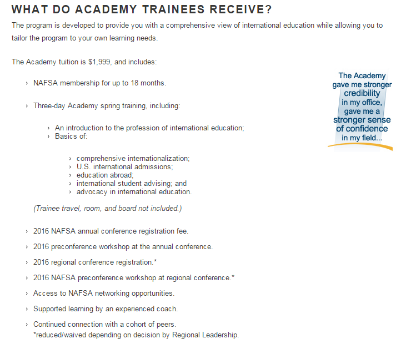 WHAT DO ACADEMY TRAINEES RECEIVE?
The program is developed to provide you with a comprehensive view of international education while allowing you to
tailor the program to your own learning needs.
The Academy tuition is $1,999, and includes:
› NAFSA membership for up to 18 months.
› Three-day Academy spring training, including:
› An introduction to the profession of international education;
› Basics of:
› comprehensive internationalization;
› U.S. international admissions;
› education abroad;
› international student advising; and
› advocacy in international education.
(Trainee travel, room, and board not included.)
› 2016 NAFSA annual conference registration fee.
› 2016 preconference workshop at the annual conference.
› 2016 regional conference registration.*
› 2016 NAFSA preconference workshop at regional conference.*
› Access to NAFSA networking opportunities.
› Supported learning by an experienced coach.
› Continued connection with a cohort of peers.
*reduced/waived depending on decision by Regional Leadership.
The Academy
gave me stronger
credibility
in my office,
gave me a
stronger sense
of confidence
in my field...